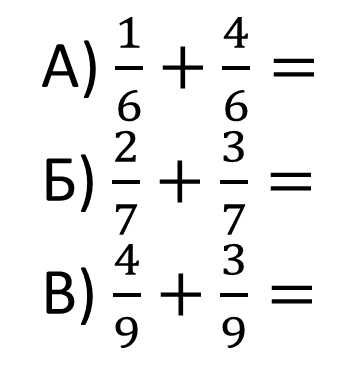 А) 1/6 + 4/6 =
Б) 2/7 + 3/7 =
В) 4/9 + 3/9 =